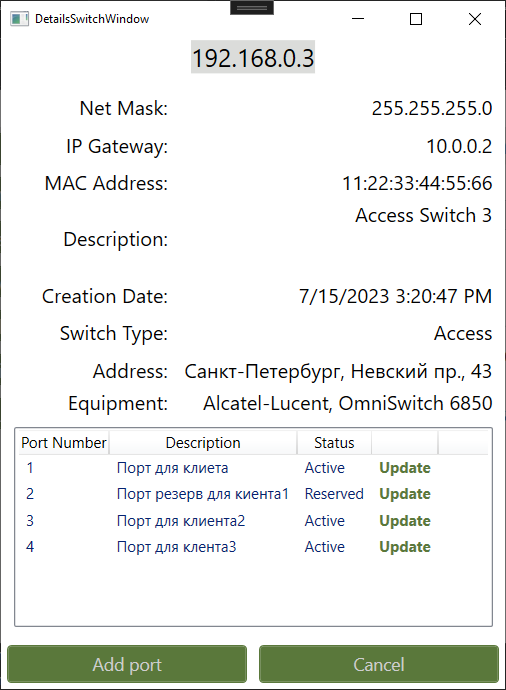 DetailsSwitchWindow
192.168.0.3
Net Mask: 255.255.255.0
IP Gateway: 10.0.0.2
MAC Address: 11:22:33:44:55:66
Access Switch 3
Description:
Creation Date: 7/15/2023 3:20:47 PM
Switch Type: Access
Address: Санкт-Петербург, Невский пр., 43
Equipment: Alcatel-Lucent, OmniSwitch 6850
Port Number Description Status
1 Порт для клиета Active Update
2 Порт резерв для киента1 Reserved Update
3 Порт для клиента2 Active Update
4 Порт для клента3 Active Update
Add port Cancel